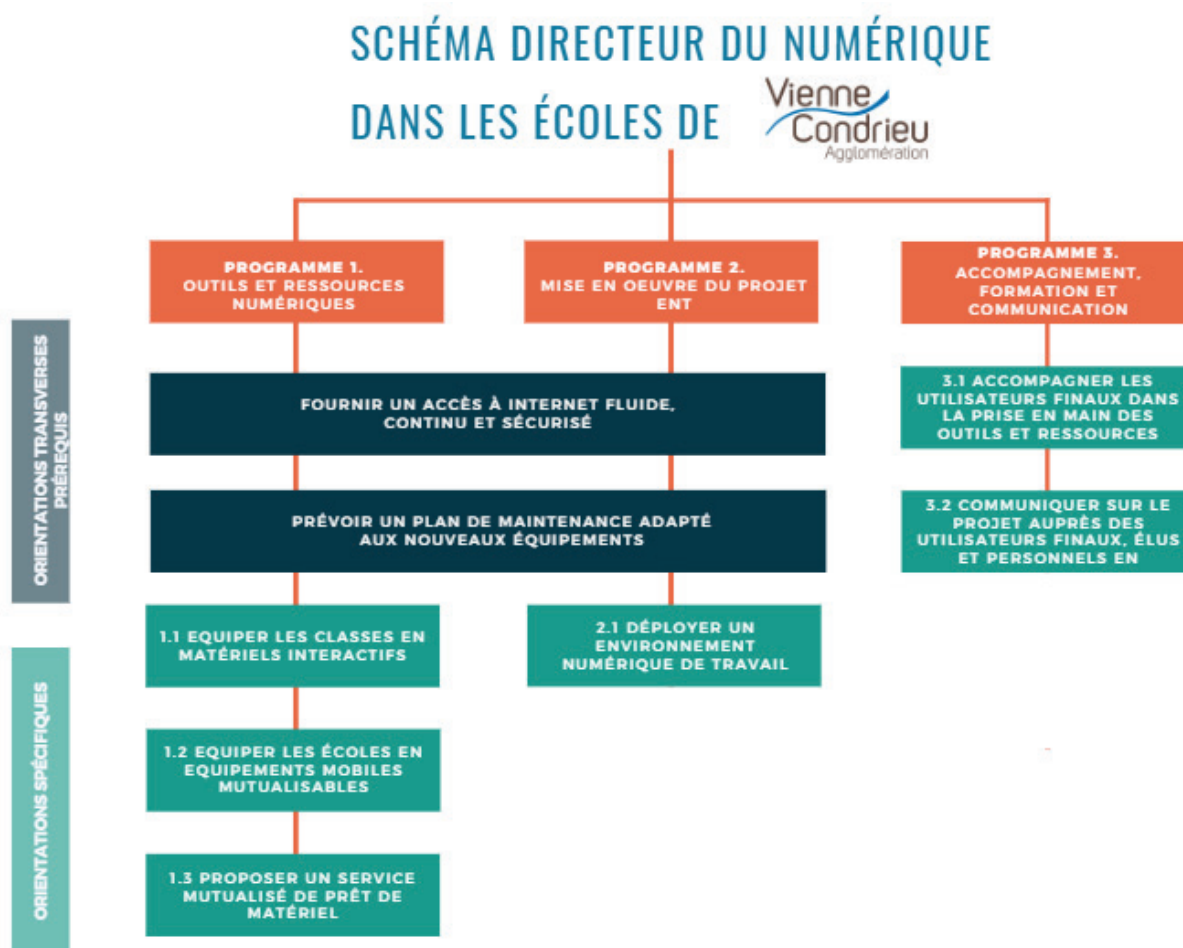 SCHÉMA DIRECTEUR DU NUMÉRIQUE
DANS LES ÉCOLES DE
Vienne
Condrieu
Agglomération
PROGRAMME 1.
OUTILS ET RESSOURCES
NUMÉRIQUES
PROGRAMME 2.
MISE EN OEUVRE DU PROJET
ENT
PROGRAMME 3.
ACCOMPAGNEMENT,
FORMATION ET
COMMUNICATION
ORIENTATIONS TRANSVERSES
PRÉREQUIS
FOURNIR UN ACCÈS À INTERNET FLUIDE,
CONTINU ET SÉCURISÉ
PRÉVOIR UN PLAN DE MAINTENANCE ADAPTÉ
AUX NOUVEAUX ÉQUIPEMENTS
3.1 ACCOMPAGNER LES
UTILISATEURS FINAUX DANS
LA PRISE EN MAIN DES
OUTILS ET RESSOURCES
3.2 COMMUNIQUER SUR LE
PROJET AUPRÈS DES
UTILISATEURS FINAUX, ÉLUS
ET PERSONNELS EN
ORIENTATIONS SPÉCIFIQUES
1.1 EQUIPER LES CLASSES EN
MATÉRIELS INTERACTIFS
1.2 EQUIPER LES ÉCOLES EN
EQUIPEMENTS MOBILES
MUTUALISABLES
1.3 PROPOSER UN SERVICE
MUTUALISÉ DE PRÊT DE
MATÉRIEL
2.1 DÉPLOYER UN
ENVIRONNEMENT
NUMÉRIQUE DE TRAVAIL